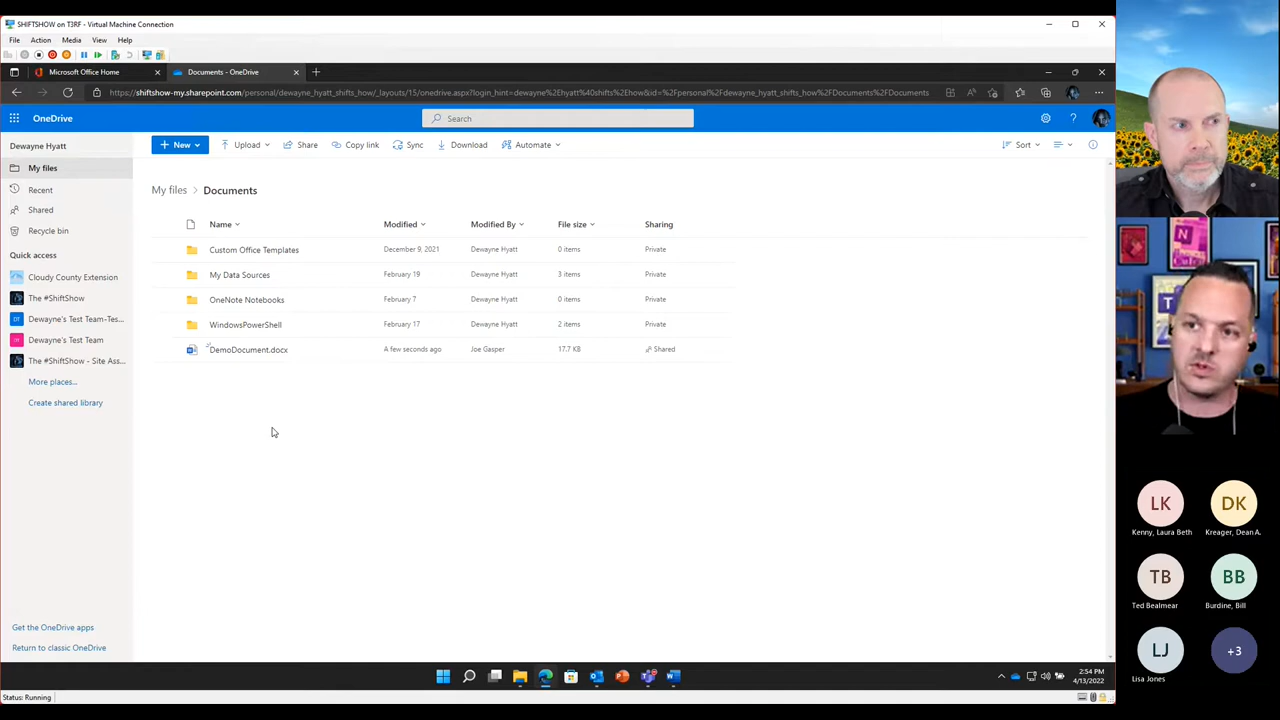 SHIFTSHOW on T3RF - Virtual Machine Connection
File Action Media View Help
Microsoft Office Home
Documents - OneDrive
https://shiftshow-my.sharepoint.com/personal/dewayne_hyatt_shifts_how/_layouts/15/onedrive.aspx?login_hint=dewayne%2Ehyatt%40shifts%2Ehow&id=%2Fpersonal%2Fdewayne_hyatt_shifts_how%2FDocuments%2FDocuments
OneDrive
Search
?
Dewayne Hyatt
My files
Recent
Shared
Recycle bin
Quick access
Cloudy County Extension
The #ShiftShow
DT Dewayne's Test Team-Tes...
DT Dewayne's Test Team
The #ShiftShow - Site Ass...
More places...
Create shared library
Get the OneDrive apps
Return to classic OneDrive
+ New Upload Share Copy link Sync Download Automate Sort
My files > Documents
Name Modified Modified By File size Sharing
Custom Office Templates December 9, 2021 Dewayne Hyatt 0 items Private
My Data Sources February 19 Dewayne Hyatt 3 items Private
OneNote Notebooks February 7 Dewayne Hyatt 0 items Private
WindowsPowerShell February 17 Dewayne Hyatt 2 items Private
DemoDocument.docx A few seconds ago Joe Gasper 17.7 KB Shared
2:54 PM
4/13/2022
Status: Running
LK
Kenny, Laura Beth
DK
Kreager, Dean A.
TB
Ted Bealmear
BB
Burdine, Bill
LJ
Lisa Jones
+3